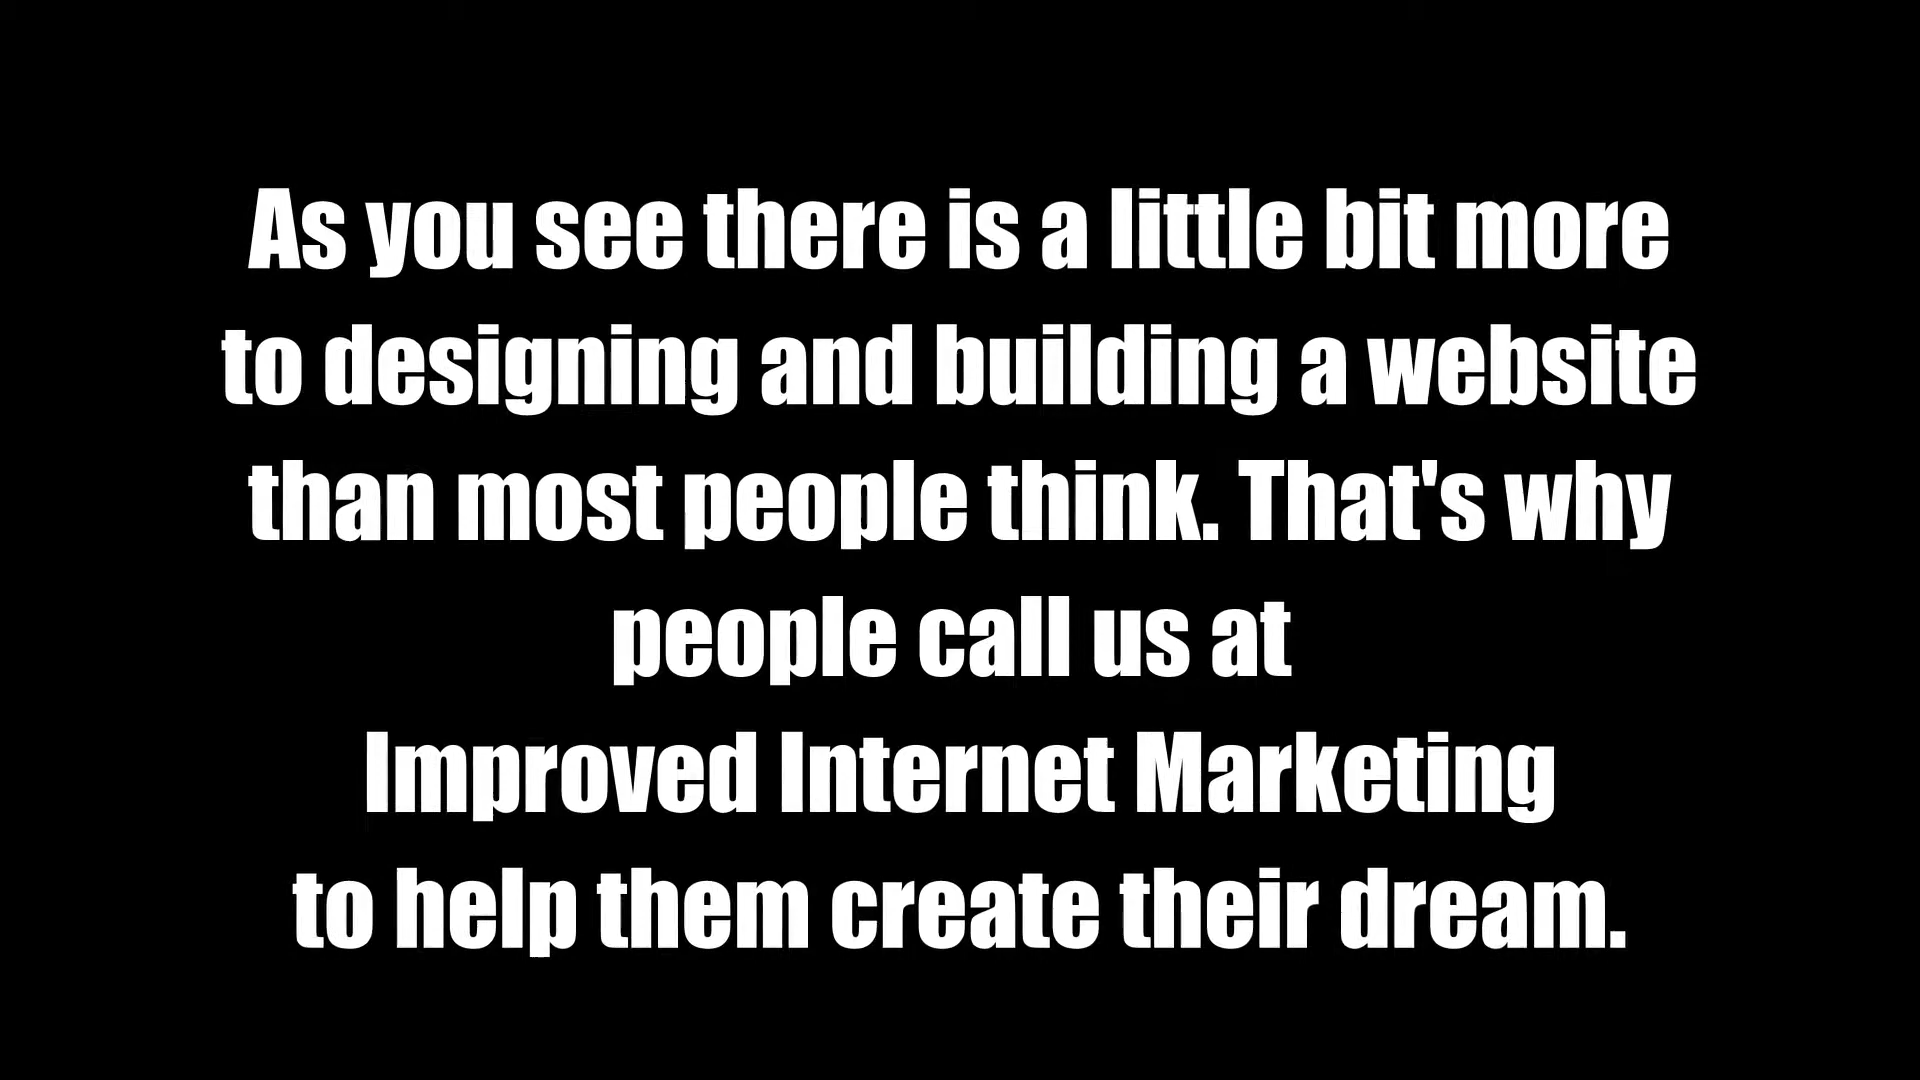 As you see there is a little bit more
to designing and building a website
than most people think. That's why
people call us at
Improved Internet Marketing
to help them create their dream.